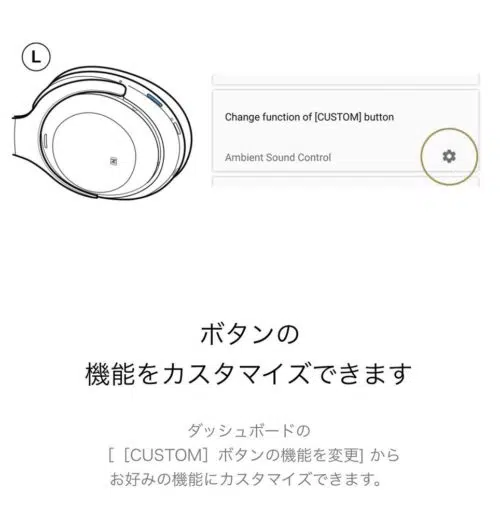 L
Change function of [CUSTOM] button
Ambient Sound Control
ボタンの
機能をカスタマイズできます
ダッシュボードの
［［CUSTOM］ボタンの機能を変更] から
お好みの機能にカスタマイズできます。